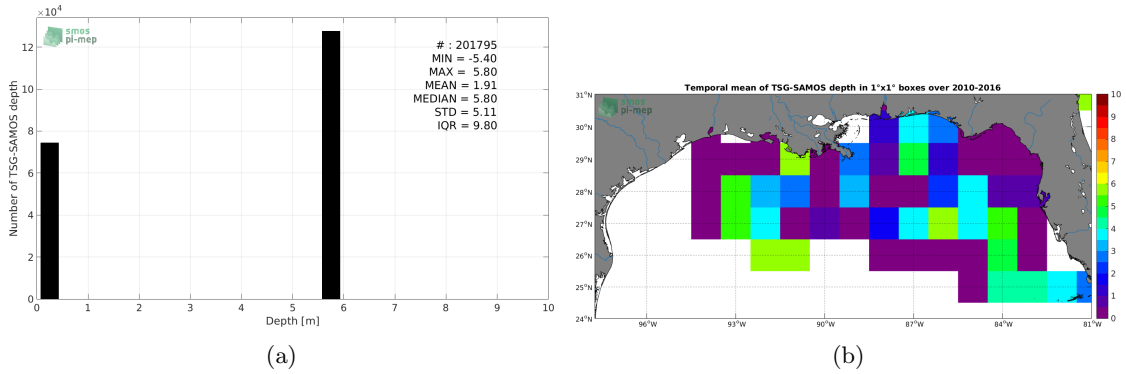 ×10⁴
smos
pi-mep
# : 201795
MIN = -5.40
MAX = 5.80
MEAN = 1.91
MEDIAN = 5.80
STD = 5.11
IQR = 9.80
12
10
8
6
4
2
0
Number of TSG-SAMOS depth
0 1 2 3 4 5 6 7 8 9 10
Depth [m]
(a)
Temporal mean of TSG-SAMOS depth in 1°x1° boxes over 2010-2016
smos
pi-mep
31°N
30°N
29°N
28°N
27°N
26°N
25°N
24°N
96°W 93°W 90°W 87°W 84°W 81°W
10
9
8
7
6
5
4
3
2
1
0
(b)